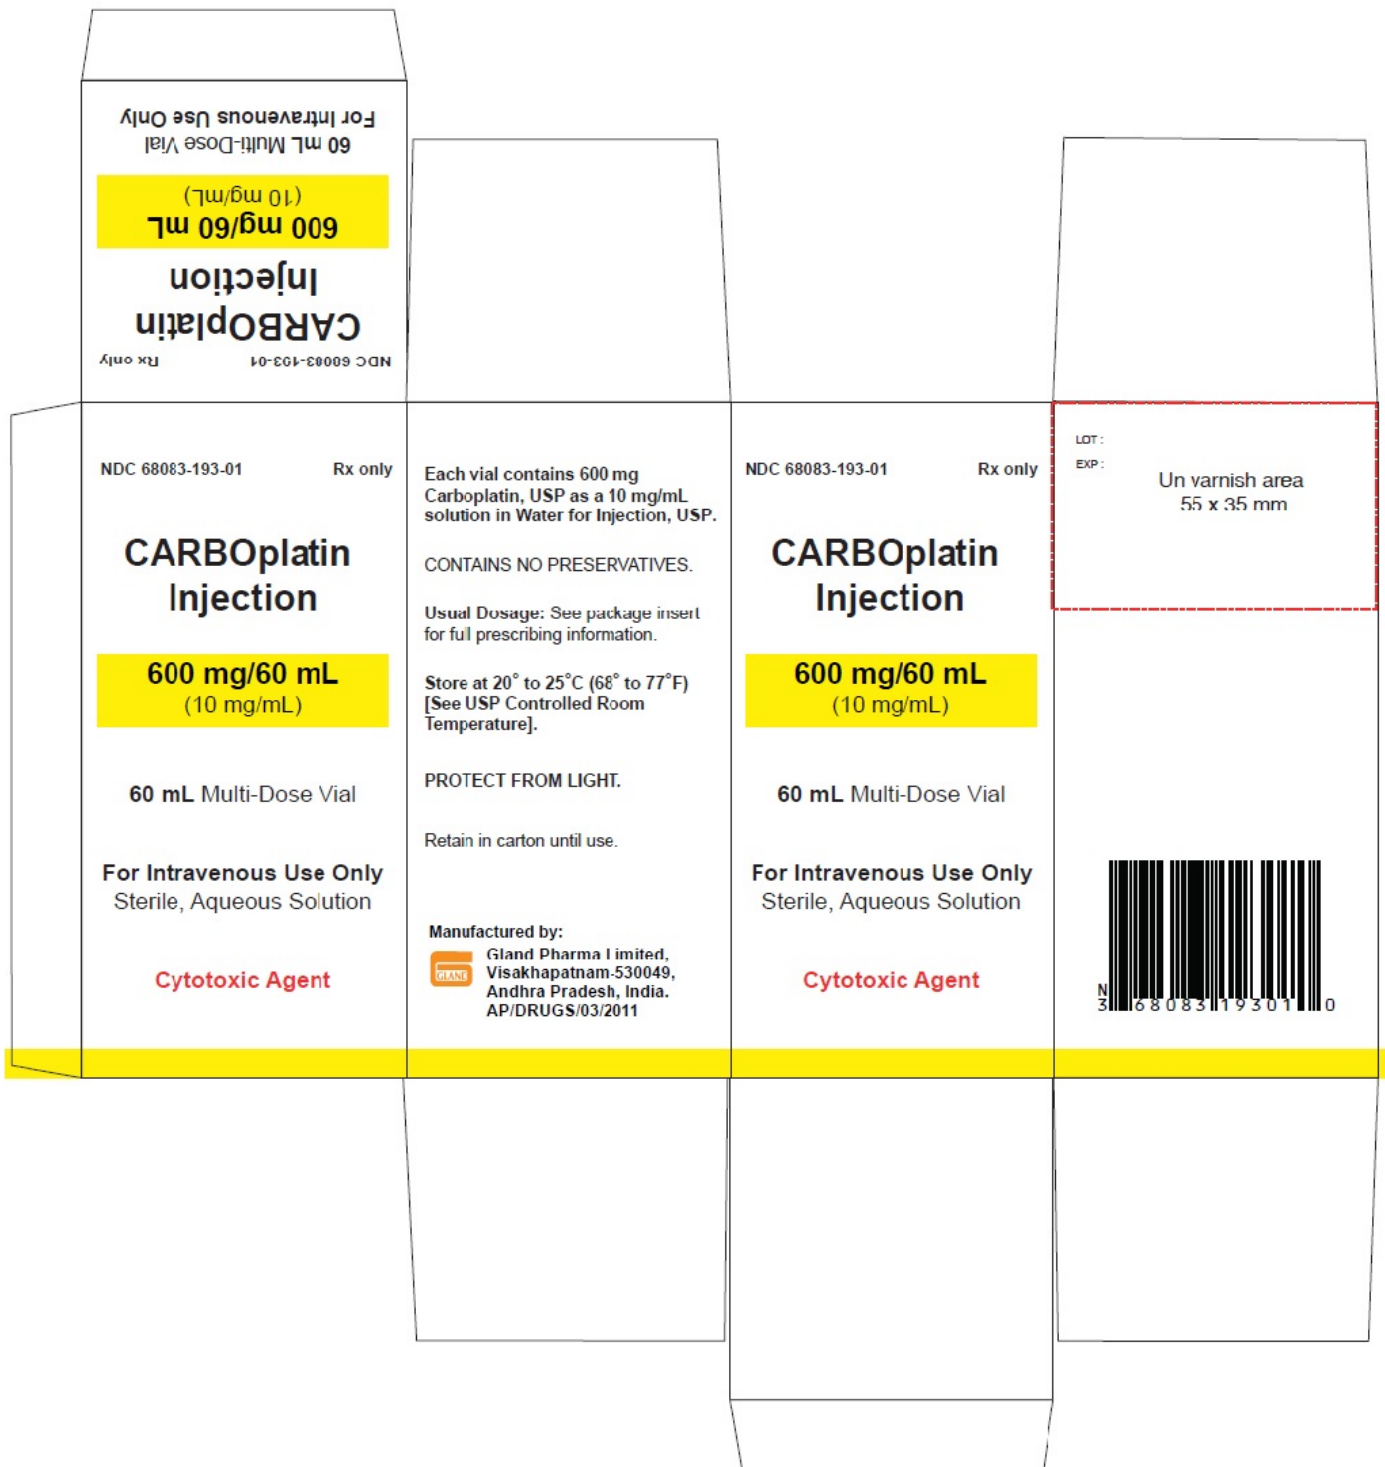 NDC 68083-193-01 Rx only
CARBOplatin
Injection
600 mg/60 mL
(10 mg/mL)
60 mL Multi-Dose Vial
For Intravenous Use Only
NDC 68083-193-01 Rx only
CARBOplatin
Injection
600 mg/60 mL
(10 mg/mL)
60 mL Multi-Dose Vial
For Intravenous Use Only
Sterile, Aqueous Solution
Cytotoxic Agent
Each vial contains 600 mg
Carboplatin, USP as a 10 mg/mL
solution in Water for Injection, USP.
CONTAINS NO PRESERVATIVES.
Usual Dosage: See package insert
for full prescribing information.
Store at 20° to 25°C (68° to 77°F)
[See USP Controlled Room
Temperature].
PROTECT FROM LIGHT.
Retain in carton until use.
Manufactured by:
GLAND
Gland Pharma Limited,
Visakhapatnam-530049,
Andhra Pradesh, India.
AP/DRUGS/03/2011
NDC 68083-193-01 Rx only
CARBOplatin
Injection
600 mg/60 mL
(10 mg/mL)
60 mL Multi-Dose Vial
For Intravenous Use Only
Sterile, Aqueous Solution
Cytotoxic Agent
LOT :
EXP :
Un varnish area
55 x 35 mm
N
3 68083 19301 0